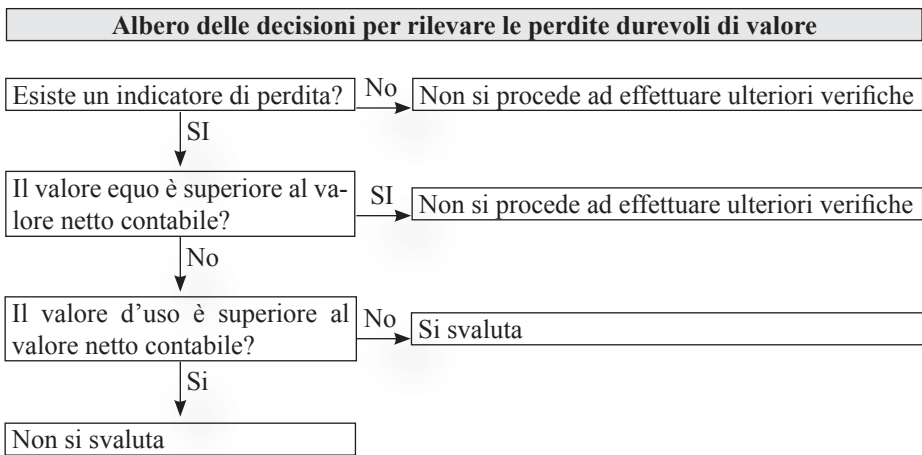 Albero delle decisioni per rilevare le perdite durevoli di valore
Esiste un indicatore di perdita?
No
Non si procede ad effettuare ulteriori verifiche
SI
Il valore equo è superiore al va-
lore netto contabile?
SI
Non si procede ad effettuare ulteriori verifiche
No
Il valore d'uso è superiore al
valore netto contabile?
No
Si svaluta
Si
Non si svaluta